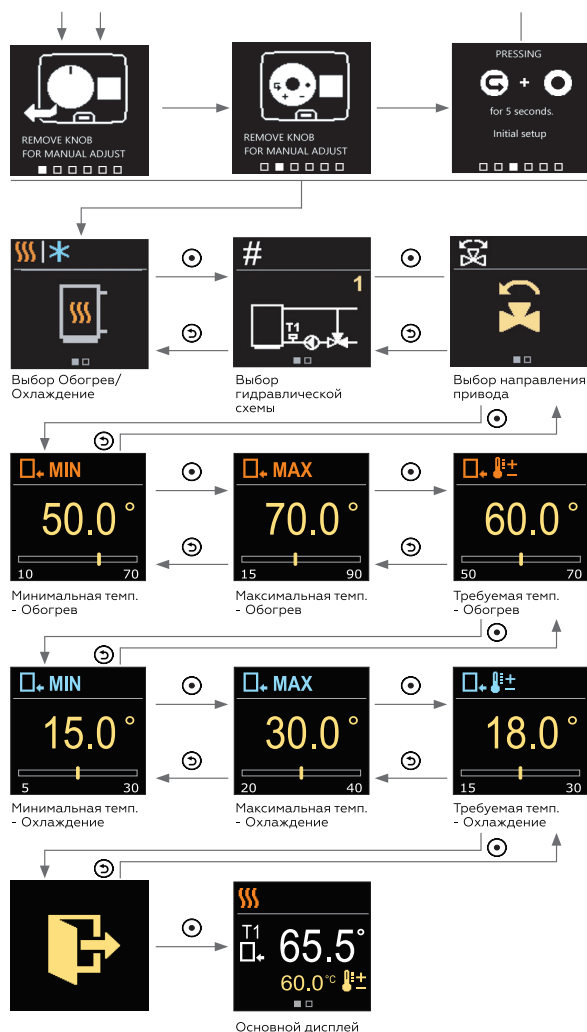 REMOVE KNOB
FOR MANUAL ADJUST
REMOVE KNOB
FOR MANUAL ADJUST
PRESSING
+
for 5 seconds.
Initial setup
Выбор Обогрев/
Охлаждение
#
1
T1
Выбор
гидравлической
схемы
Выбор направления
привода
MIN
50.0 °
10 70
Минимальная темп.
- Обогрев
MAX
70.0 °
15 90
Максимальная темп.
- Обогрев
60.0 °
50 70
Требуемая темп.
- Обогрев
MIN
15.0 °
5 30
Минимальная темп.
- Охлаждение
MAX
30.0 °
20 40
Максимальная темп.
- Охлаждение
18.0 °
15 30
Требуемая темп.
- Охлаждение
T1
65.5°
60.0°C
Основной дисплей